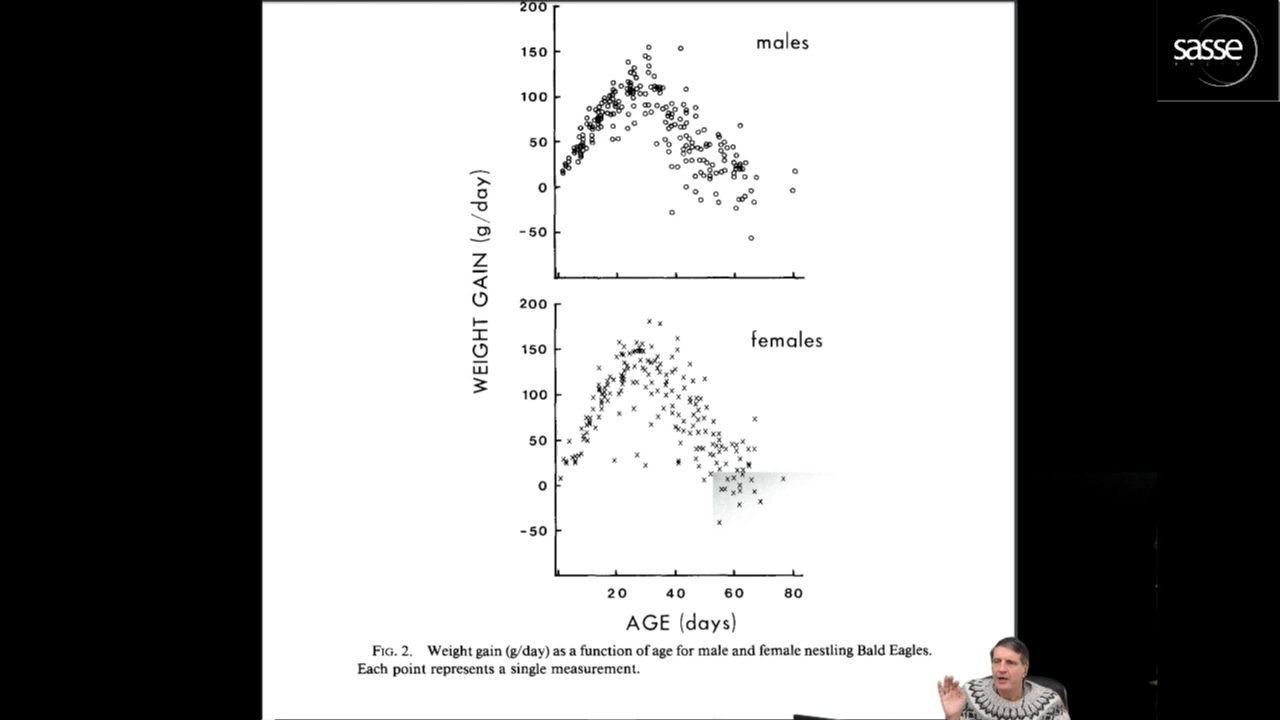 sasse
200
150
100
50
0
-50
males
WEIGHT GAIN (g/day)
200
150
100
50
0
-50
females
20 40 60 80
AGE (days)
FIG. 2. Weight gain (g/day) as a function of age for male and female nestling Bald Eagles.
Each point represents a single measurement.